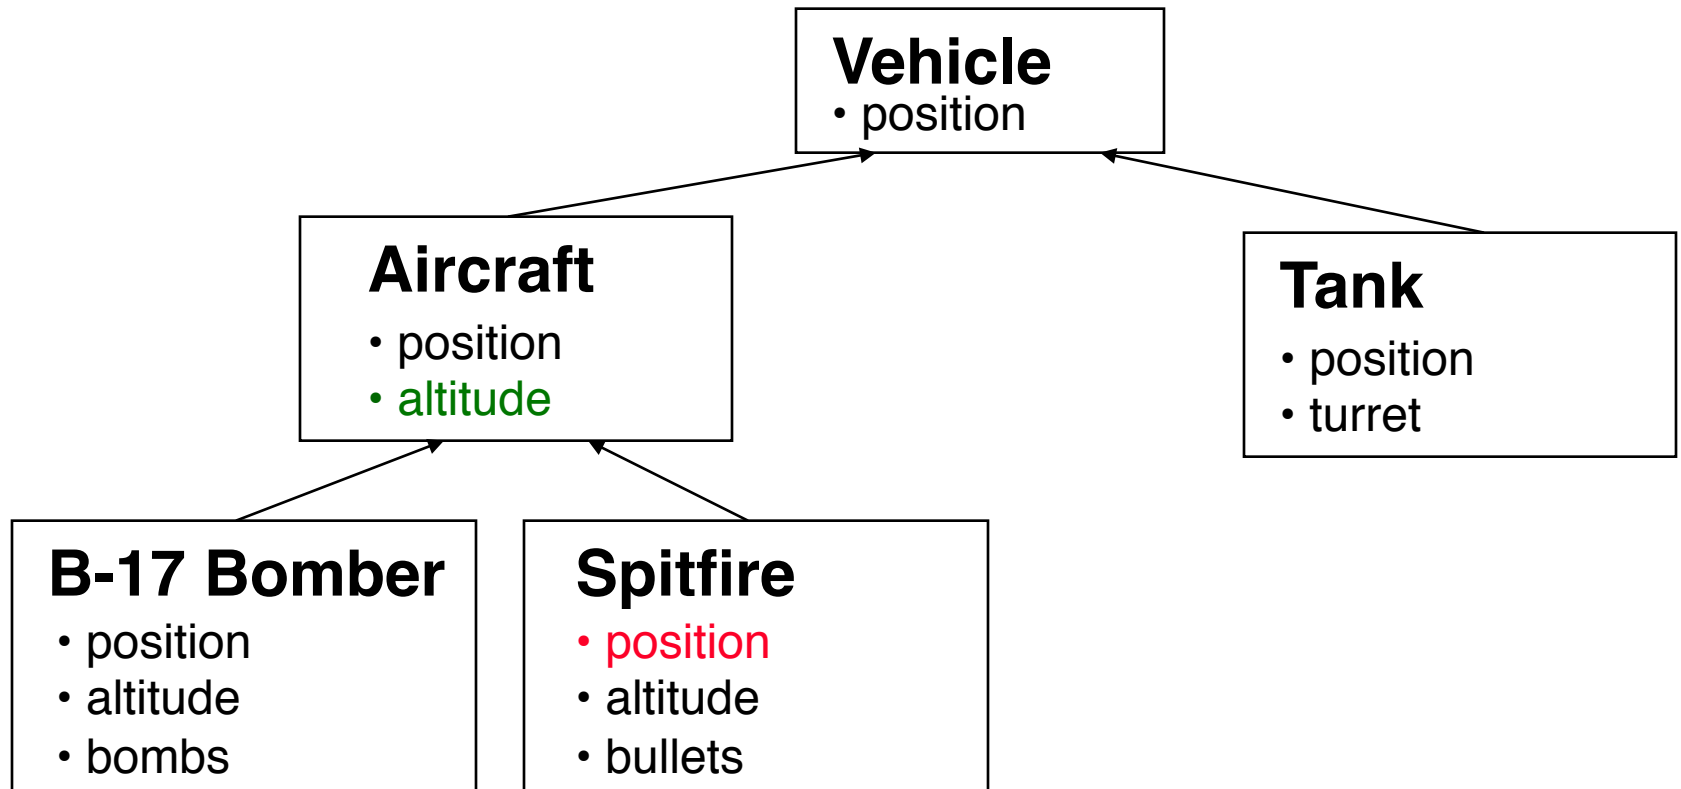 Vehicle
• position
Aircraft
• position
• altitude
Tank
• position
• turret
B-17 Bomber
• position
• altitude
• bombs
Spitfire
• position
• altitude
• bullets